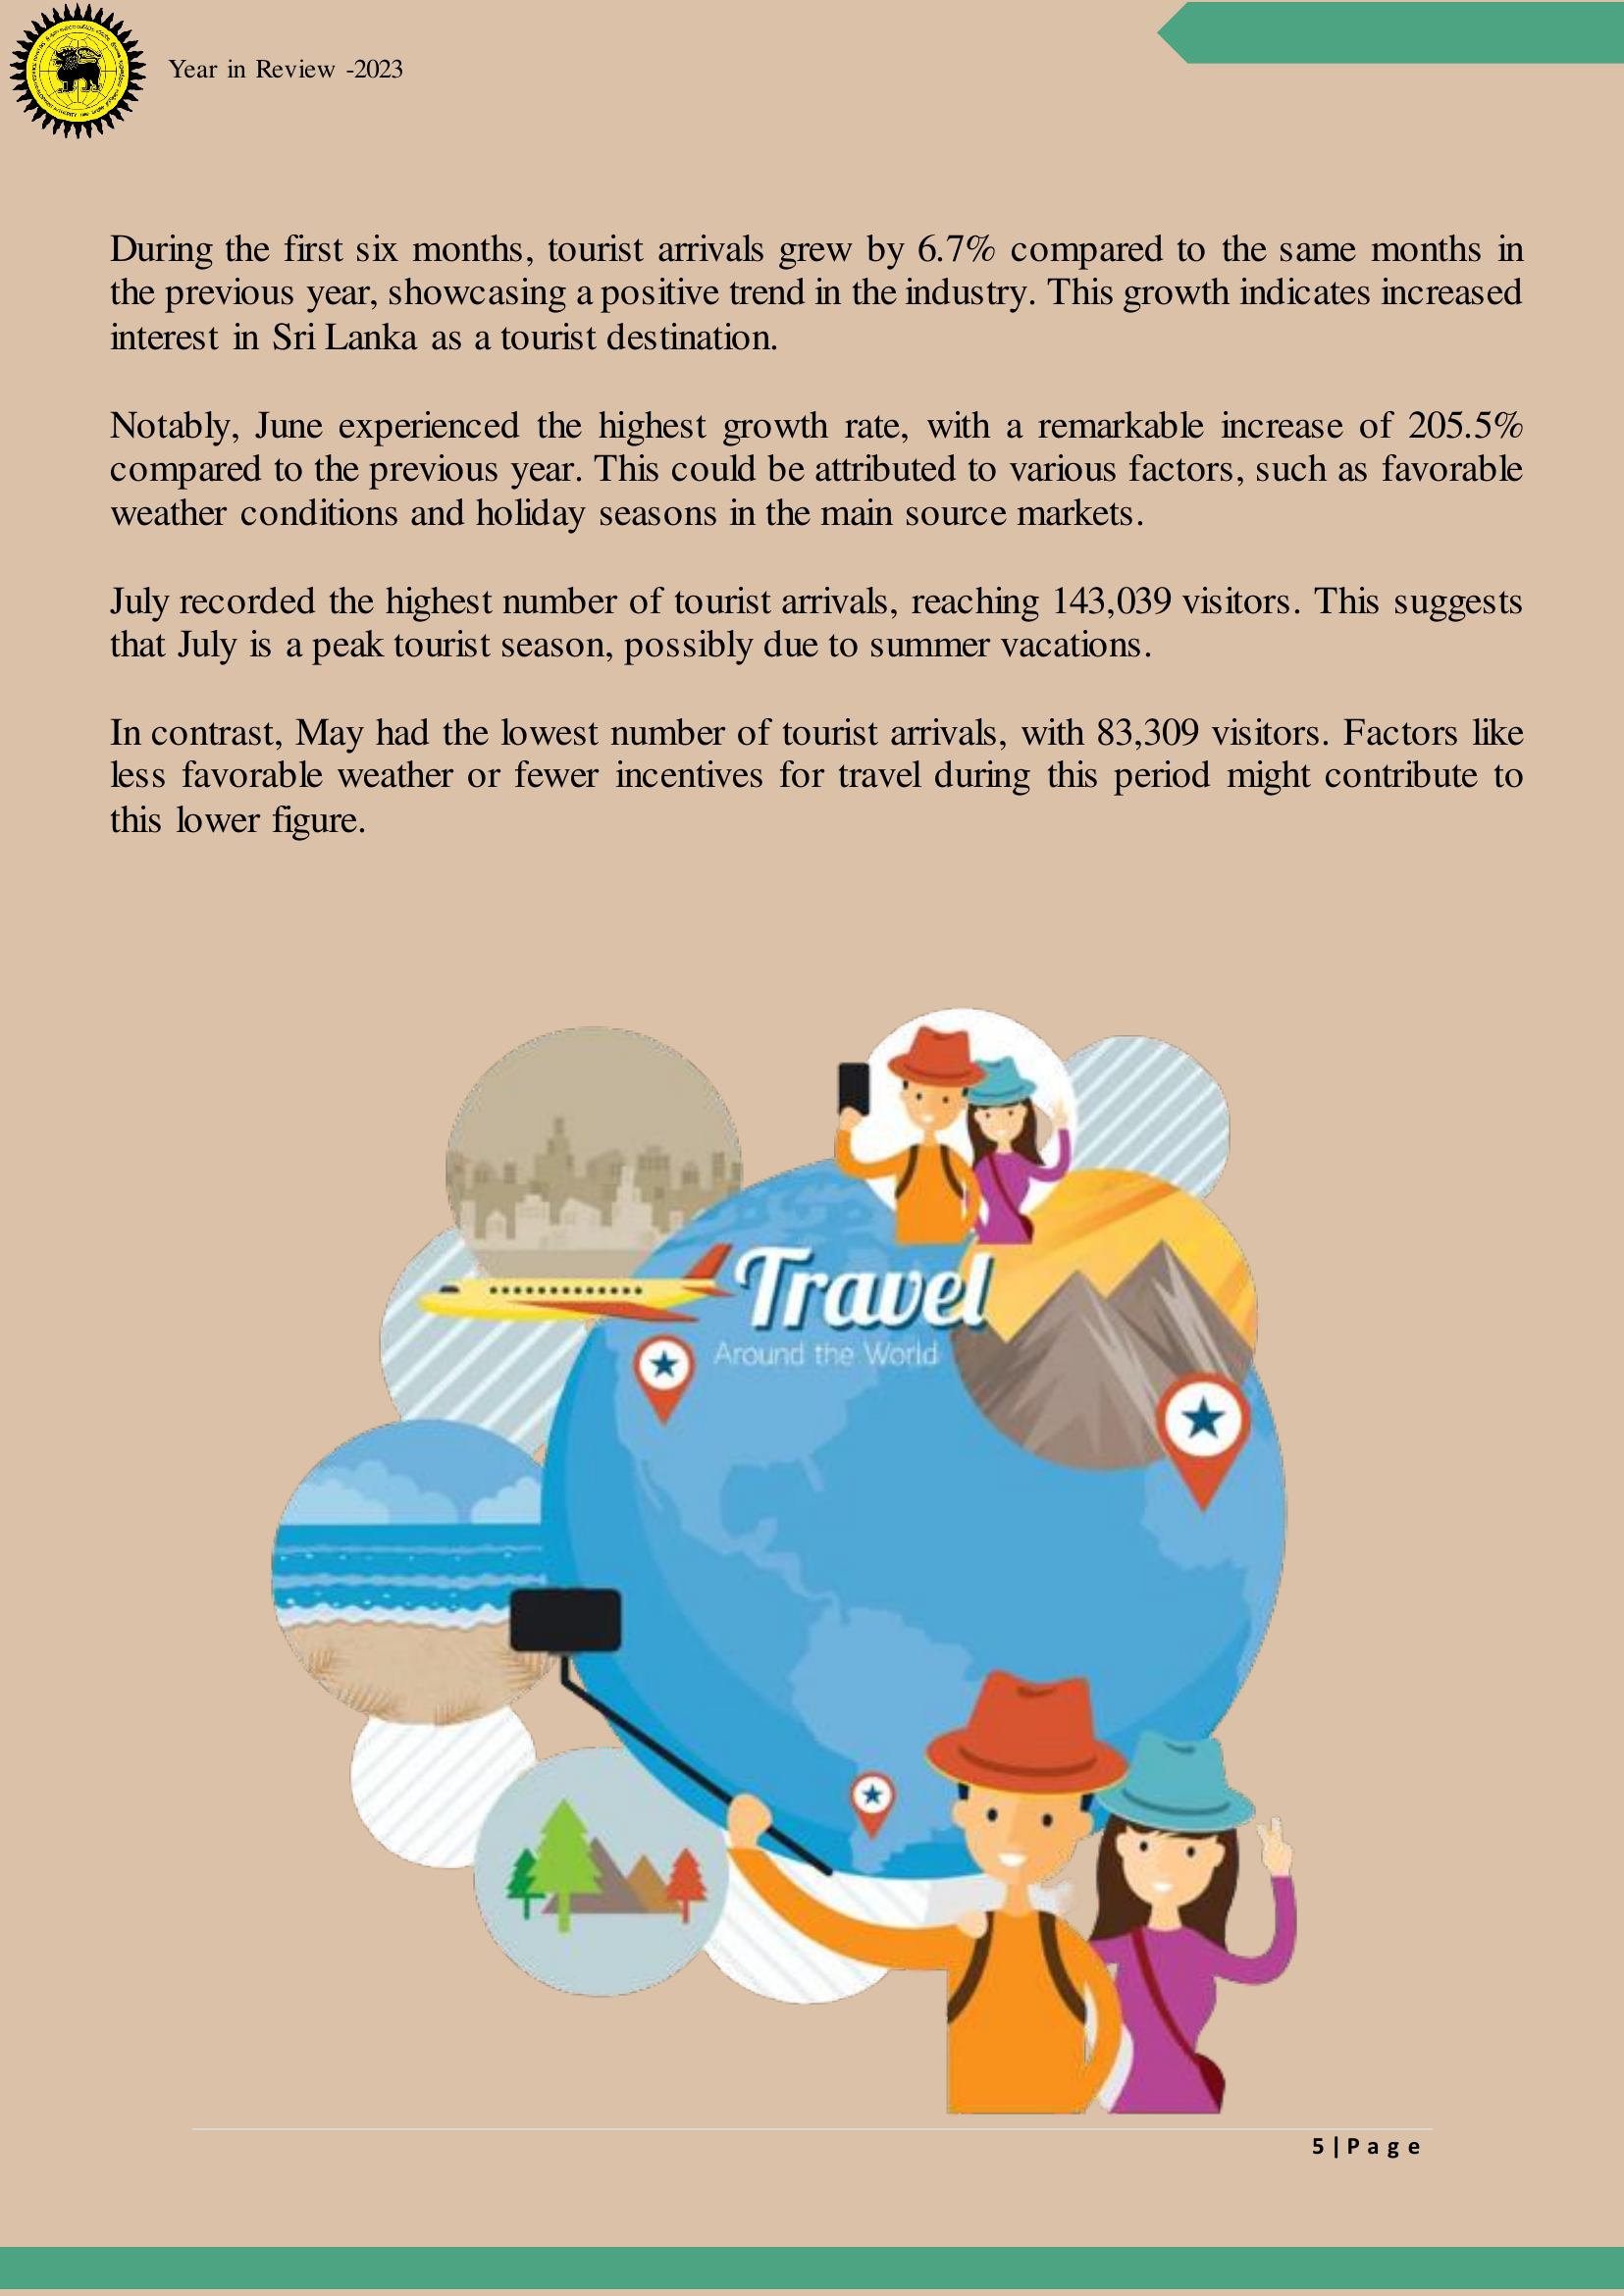 Year in Review -2023
During the first six months, tourist arrivals grew by 6.7% compared to the same months in
the previous year, showcasing a positive trend in the industry. This growth indicates increased
interest in Sri Lanka as a tourist destination.
Notably, June experienced the highest growth rate, with a remarkable increase of 205.5%
compared to the previous year. This could be attributed to various factors, such as favorable
weather conditions and holiday seasons in the main source markets.
July recorded the highest number of tourist arrivals, reaching 143,039 visitors. This suggests
that July is a peak tourist season, possibly due to summer vacations.
In contrast, May had the lowest number of tourist arrivals, with 83,309 visitors. Factors like
less favorable weather or fewer incentives for travel during this period might contribute to
this lower figure.
Travel
Around the World
5 | P a g e